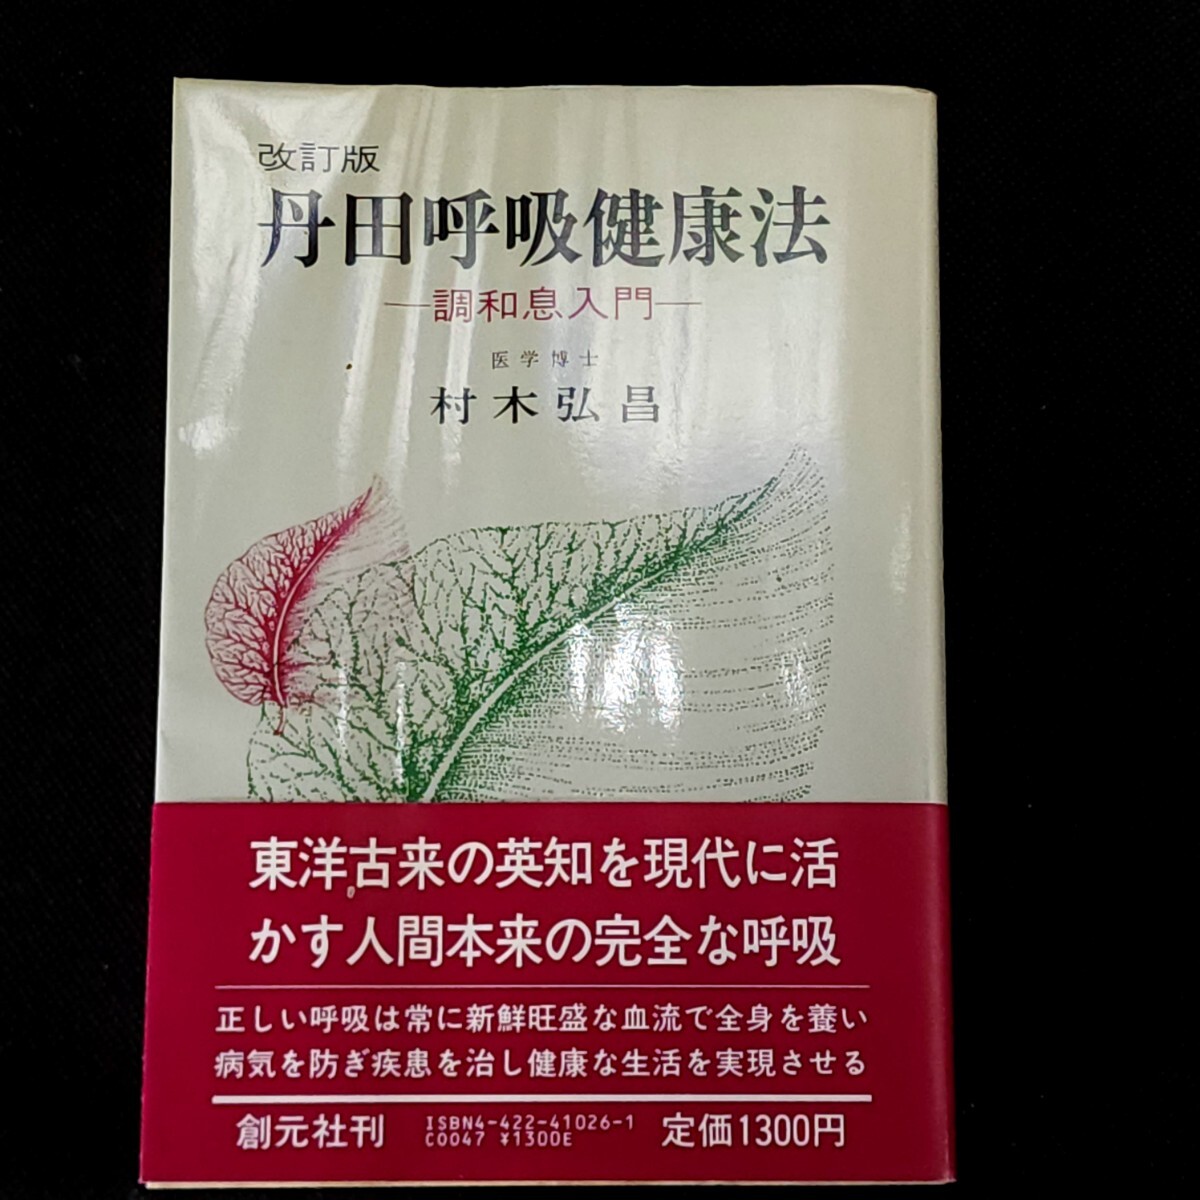 改訂版
丹田呼吸健康法
―調和息入門―
医学博士
村木弘昌
東洋古来の英知を現代に活
かす人間本来の完全な呼吸
正しい呼吸は常に新鮮旺盛な血流で全身を養い
病気を防ぎ疾患を治し健康な生活を実現させる
創元社刊
ISBN4-422-41026-1
C0047 ¥1300E
定価1300円